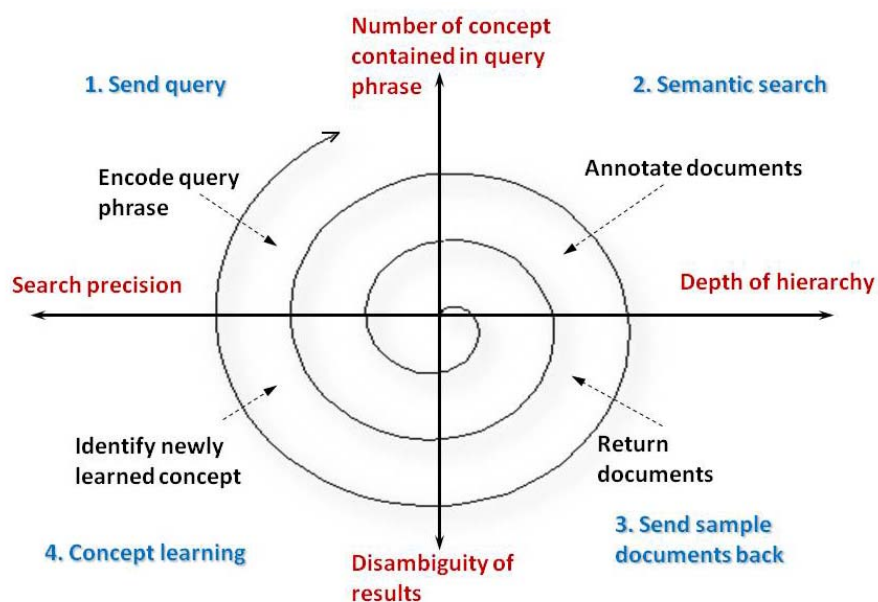 Number of concept
contained in query
phrase
1. Send query
2. Semantic search
Encode query
phrase
Annotate documents
Search precision
Depth of hierarchy
Identify newly
learned concept
Return
documents
4. Concept learning
3. Send sample
documents back
Disambiguity of
results